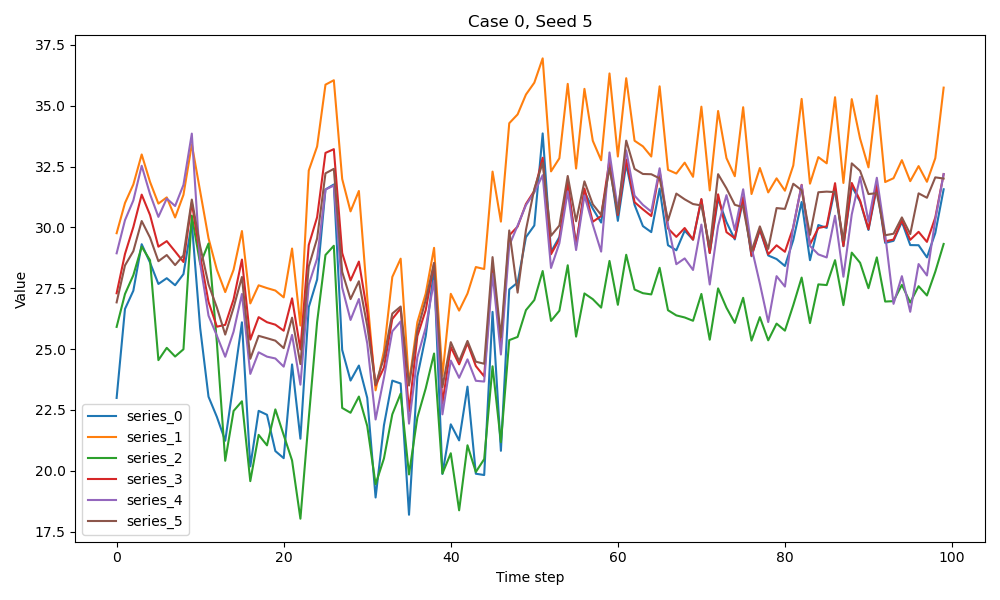 Case 0, Seed 5
Value
37.5
35.0
32.5
30.0
27.5
25.0
22.5
20.0
17.5
series_0
series_1
series_2
series_3
series_4
series_5
0 20 40 60 80 100
Time step